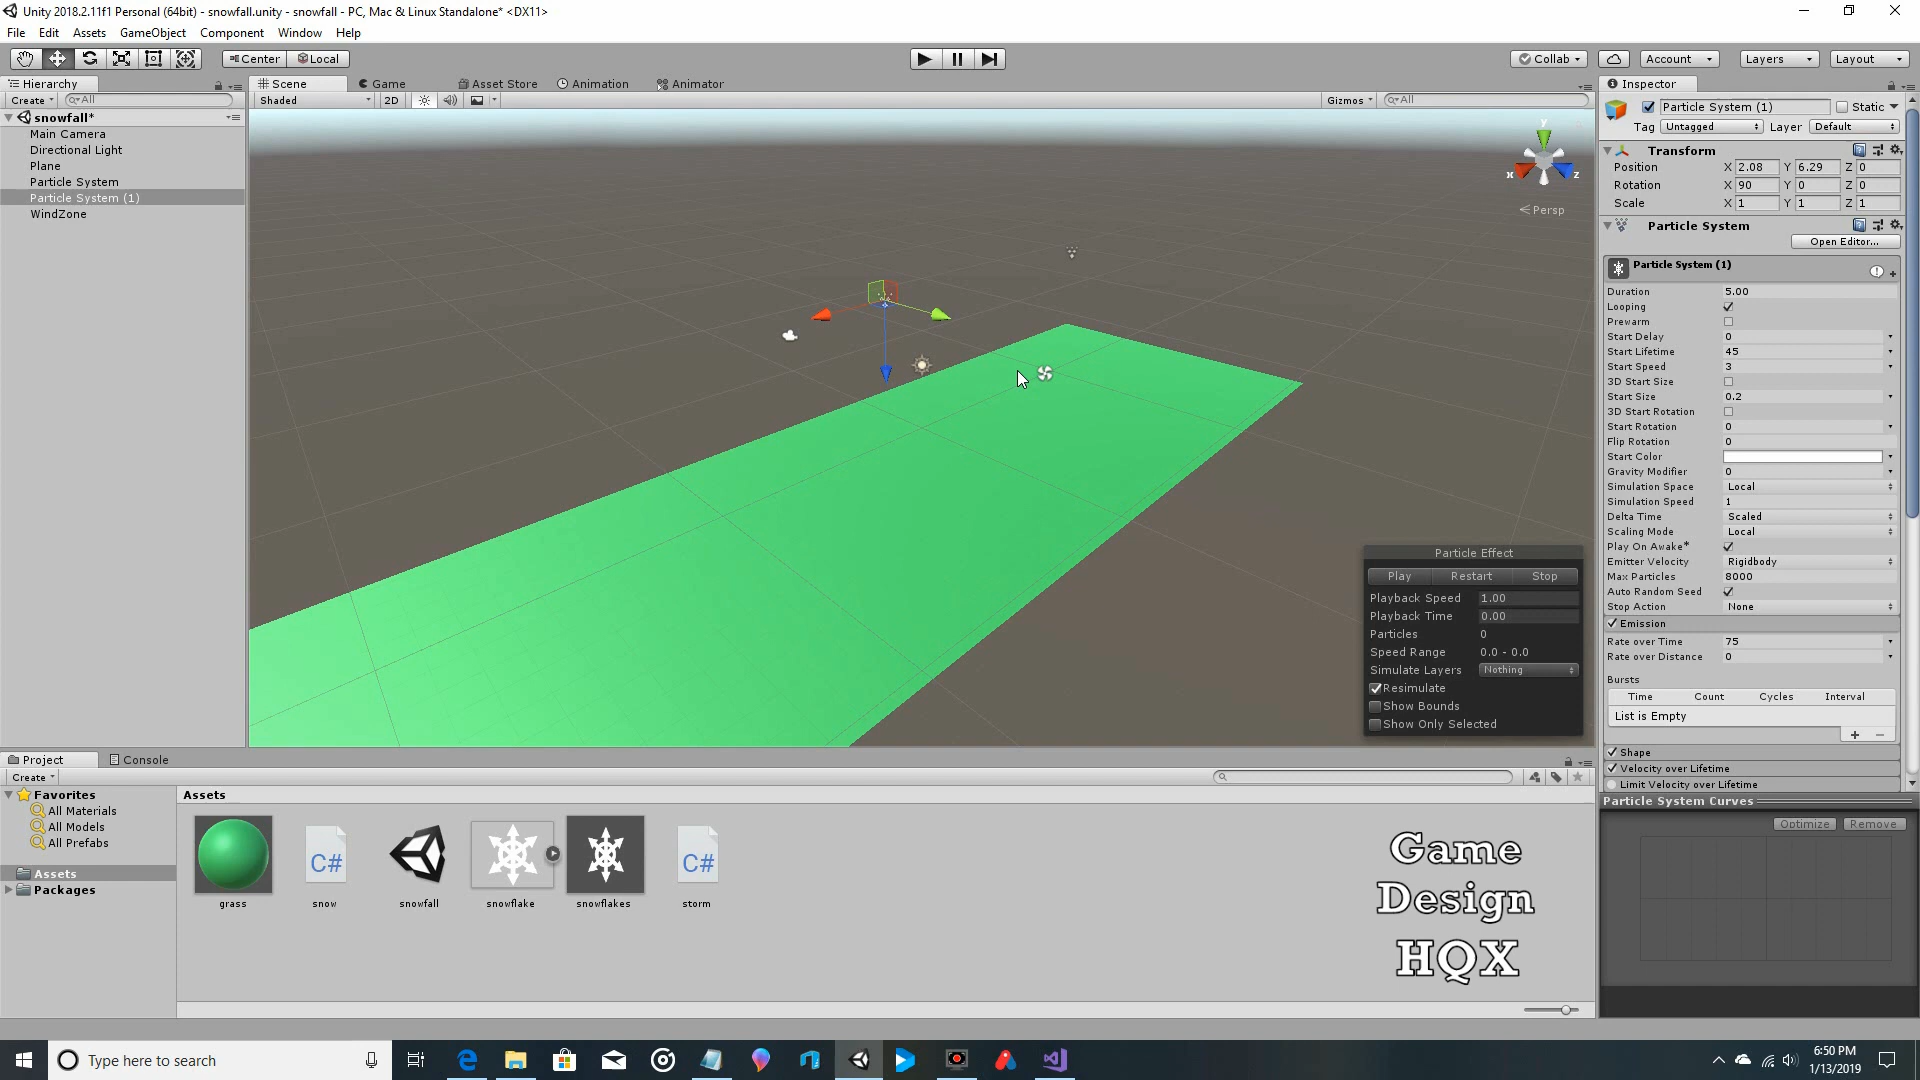 Unity 2018.2.11f1 Personal (64bit) - snowfall.unity - snowfall - PC, Mac & Linux Standalone* <DX11>
File Edit Assets GameObject Component Window Help
Center Local Collab Account Layers Layout
Hierarchy
Create All
snowfall*
Main Camera
Directional Light
Plane
Particle System
Particle System (1)
WindZone
Scene Game Asset Store Animation Animator
Shaded 2D Gizmos All
y
x z
Persp
Particle Effect
Play Restart Stop
Playback Speed 1.00
Playback Time 0.00
Particles 0
Speed Range 0.0 - 0.0
Simulate Layers Nothing
Resimulate
Show Bounds
Show Only Selected
Inspector
Particle System (1) Static
Tag Untagged Layer Default
Transform
Position X 2.08 Y 6.29 Z 0
Rotation X 90 Y 0 Z 0
Scale X 1 Y 1 Z 1
Particle System
Open Editor...
Particle System (1)
Duration 5.00
Looping
Prewarm
Start Delay 0
Start Lifetime 45
Start Speed 3
3D Start Size
Start Size 0.2
3D Start Rotation
Start Rotation 0
Flip Rotation 0
Start Color
Gravity Modifier 0
Simulation Space Local
Simulation Speed 1
Delta Time Scaled
Scaling Mode Local
Play On Awake*
Emitter Velocity Rigidbody
Max Particles 8000
Auto Random Seed
Stop Action None
Emission
Rate over Time 75
Rate over Distance 0
Bursts
Time Count Cycles Interval
List is Empty
Shape
Velocity over Lifetime
Limit Velocity over Lifetime
Particle System Curves
Optimize Remove
Project Console
Create
Favorites
All Materials
All Models
All Prefabs
Assets
Packages
Assets
C# C#
grass snow snowfall snowflake snowflakes storm
Game
Design
HQX
Type here to search
6:50 PM
1/13/2019